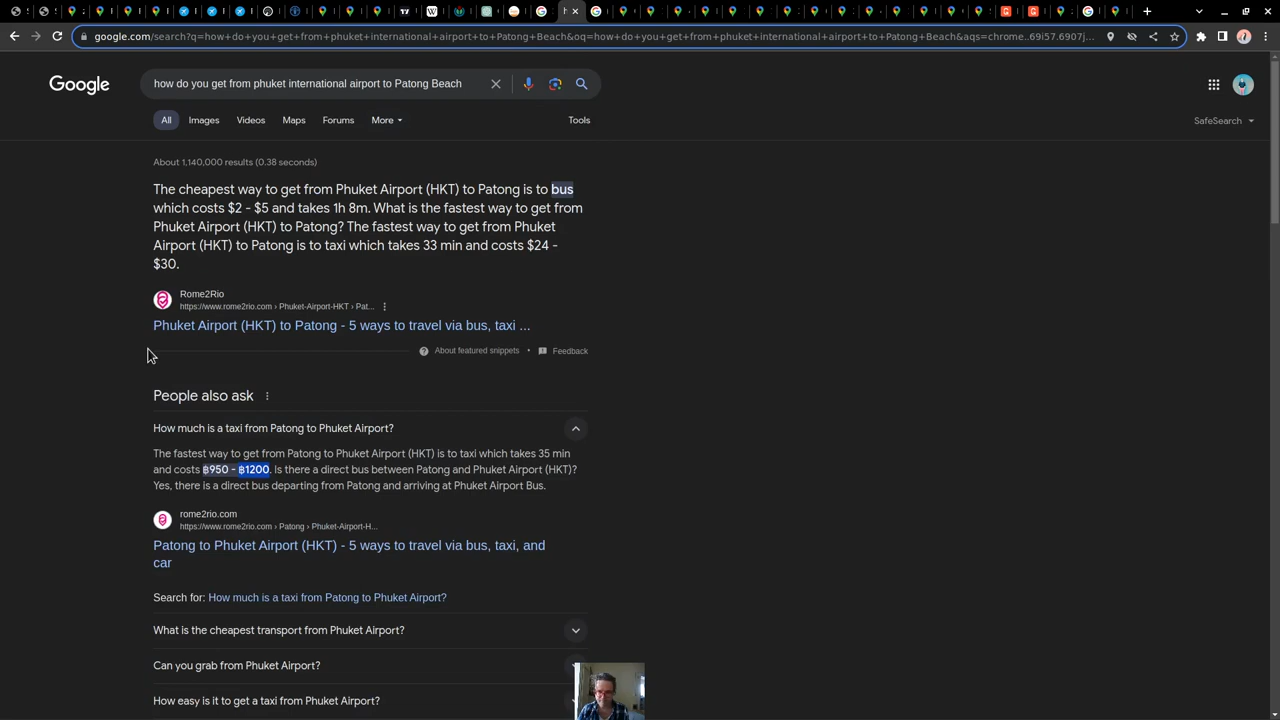 google.com/search?q=how+do+you+get+from+phuket+international+airport+to+Patong+Beach&oq=how+do+you+get+from+phuket+international+airport+to+Patong+Beach&aqs=chrome..69i57.6907j...
Google
how do you get from phuket international airport to Patong Beach
All Images Videos Maps Forums More Tools
SafeSearch
About 1,140,000 results (0.38 seconds)
The cheapest way to get from Phuket Airport (HKT) to Patong is to bus
which costs $2 - $5 and takes 1h 8m. What is the fastest way to get from
Phuket Airport (HKT) to Patong? The fastest way to get from Phuket
Airport (HKT) to Patong is to taxi which takes 33 min and costs $24 -
$30.
Rome2Rio
https://www.rome2rio.com › Phuket-Airport-HKT › Pat...
Phuket Airport (HKT) to Patong - 5 ways to travel via bus, taxi ...
About featured snippets • Feedback
People also ask
How much is a taxi from Patong to Phuket Airport?
The fastest way to get from Patong to Phuket Airport (HKT) is to taxi which takes 35 min
and costs ฿950 - ฿1200. Is there a direct bus between Patong and Phuket Airport (HKT)?
Yes, there is a direct bus departing from Patong and arriving at Phuket Airport Bus.
rome2rio.com
https://www.rome2rio.com › Patong › Phuket-Airport-H...
Patong to Phuket Airport (HKT) - 5 ways to travel via bus, taxi, and
car
Search for: How much is a taxi from Patong to Phuket Airport?
What is the cheapest transport from Phuket Airport?
Can you grab from Phuket Airport?
How easy is it to get a taxi from Phuket Airport?